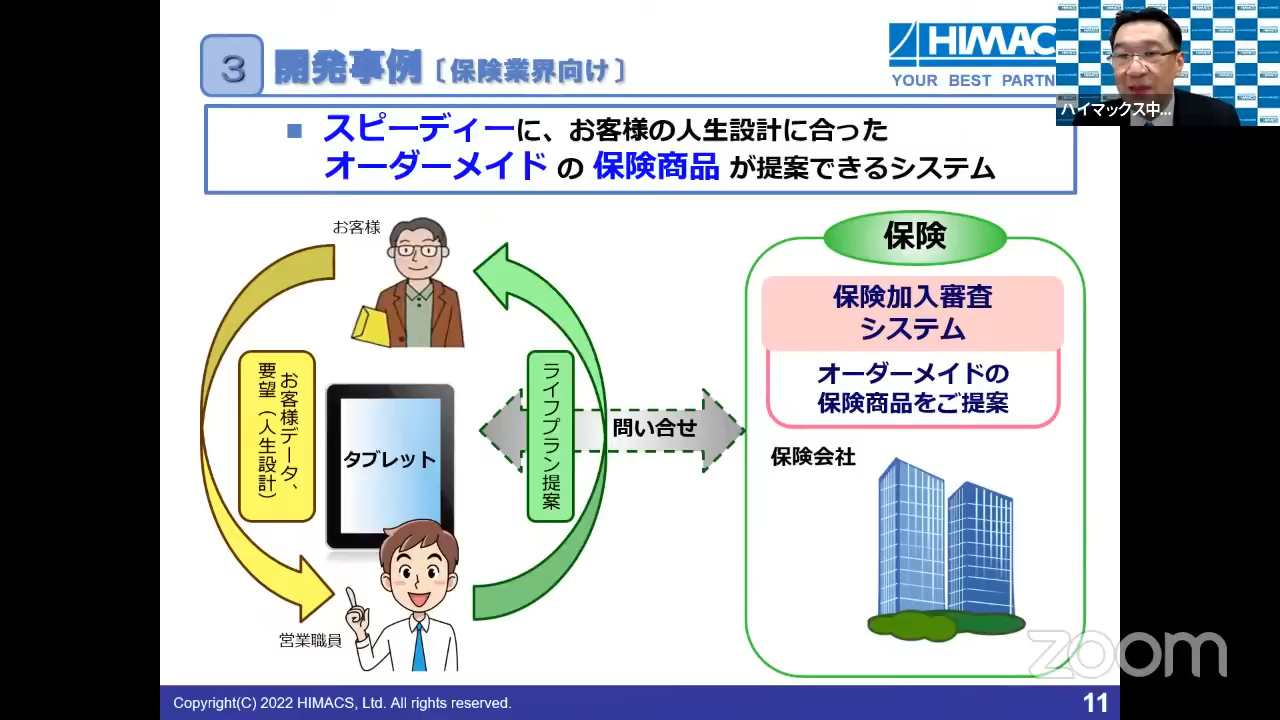 3 開発事例〔保険業界向け〕
HIMACS
YOUR BEST PARTN
ハイマックス中...
■ スピーディーに、お客様の人生設計に合った
オーダーメイド の 保険商品 が提案できるシステム
お客様
お客様データ、
要望（人生設計）
タブレット
ライフプラン提案
問い合せ
営業職員
保険
保険加入審査
システム
オーダーメイドの
保険商品をご提案
保険会社
zoom
Copyright(C) 2022 HIMACS, Ltd. All rights reserved.
11